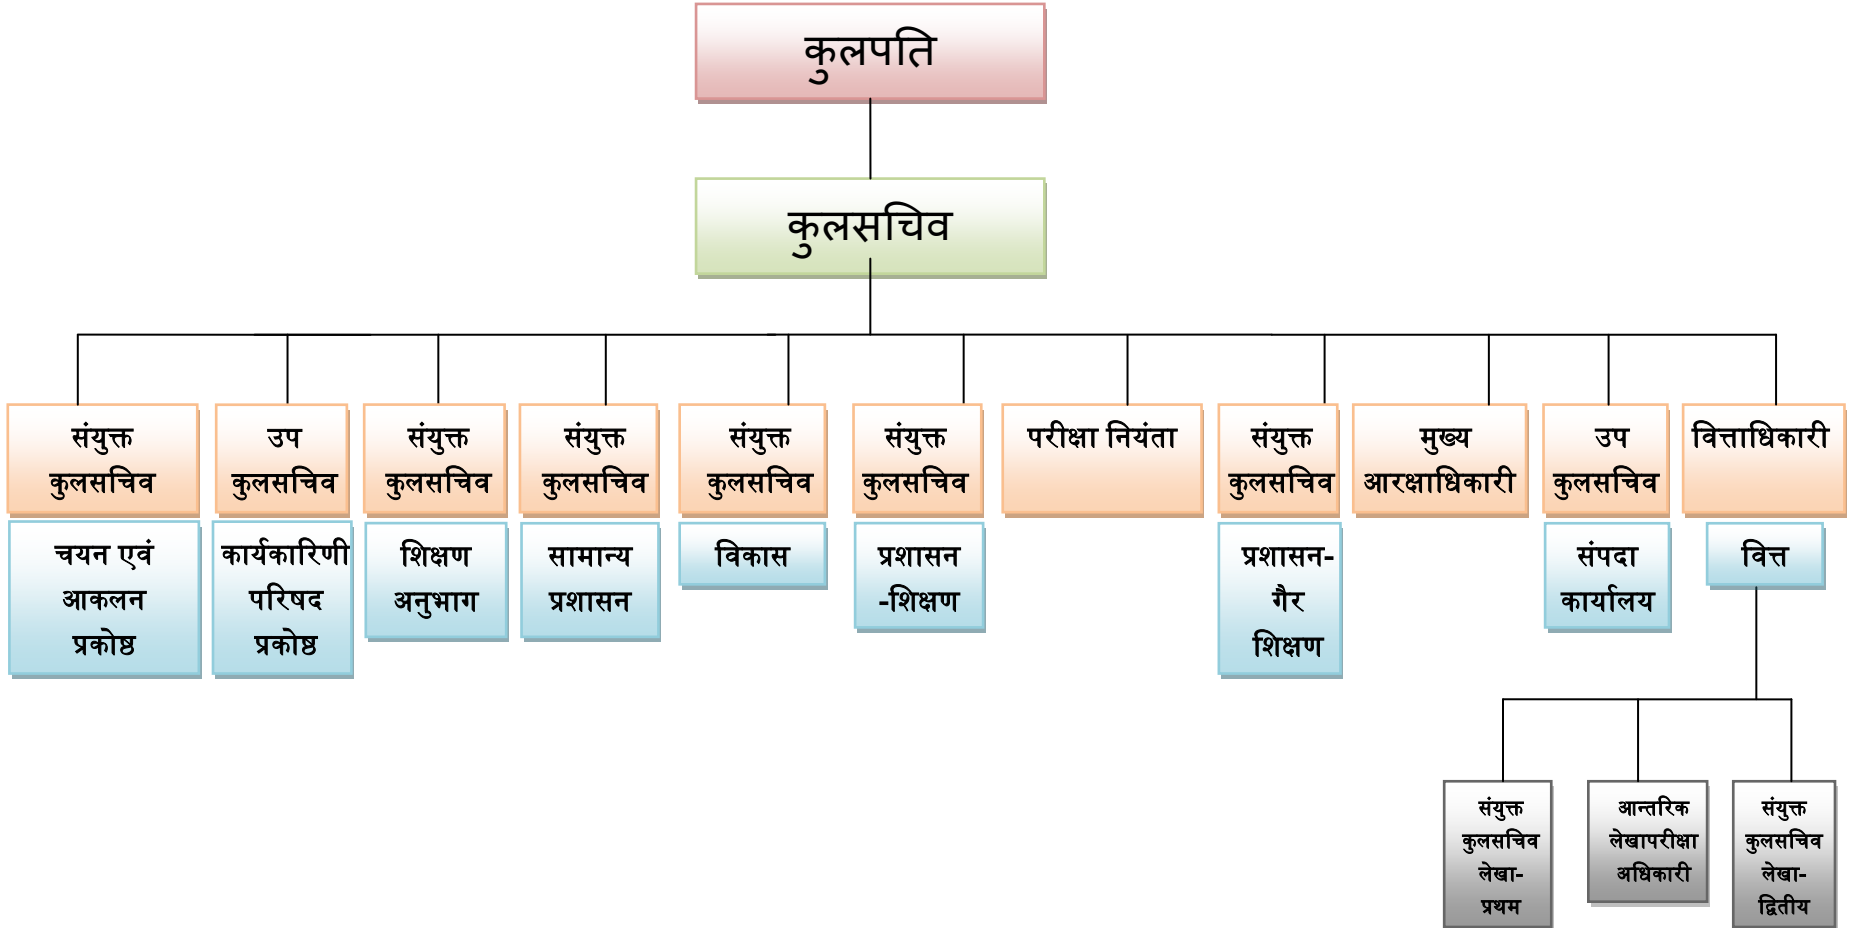 कुलपति
कुलसचिव
संयुक्त
कुलसचिव
चयन एवं
आकलन
प्रकोष्ठ
उप
कुलसचिव
कार्यकारिणी
परिषद
प्रकोष्ठ
संयुक्त
कुलसचिव
शिक्षण
अनुभाग
संयुक्त
कुलसचिव
सामान्य
प्रशासन
संयुक्त
कुलसचिव
विकास
संयुक्त
कुलसचिव
प्रशासन
-शिक्षण
परीक्षा नियंता
संयुक्त
कुलसचिव
प्रशासन-
गैर
शिक्षण
मुख्य
आरक्षाधिकारी
उप
कुलसचिव
संपदा
कार्यालय
वित्ताधिकारी
वित्त
संयुक्त
कुलसचिव
लेखा-
प्रथम
आन्तरिक
लेखापरीक्षा
अधिकारी
संयुक्त
कुलसचिव
लेखा-
द्वितीय